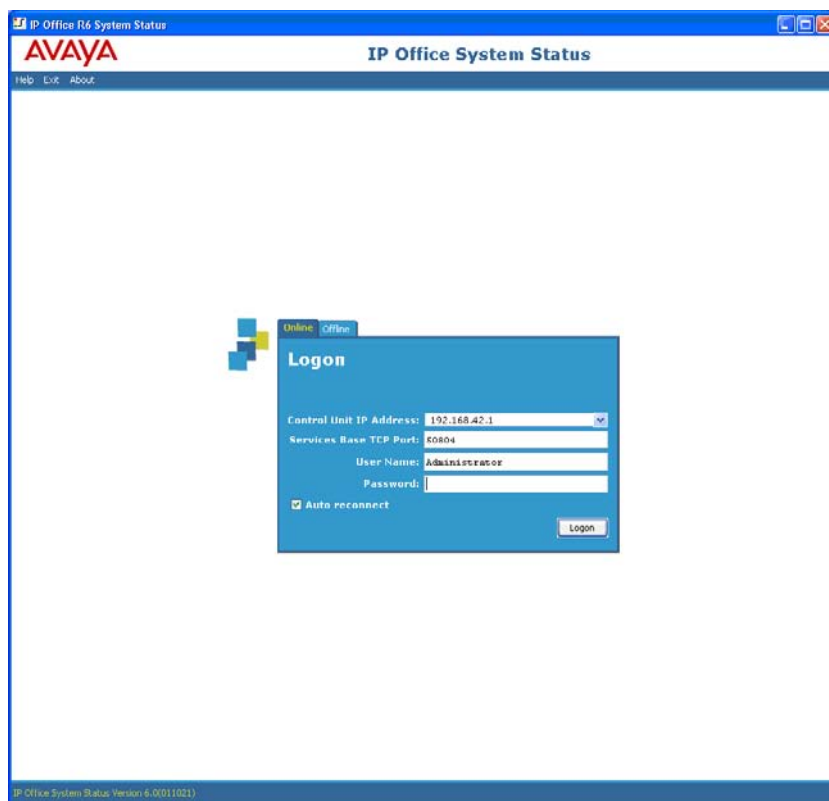 IP Office R6 System Status
AVAYA
IP Office System Status
Help Exit About
Online Offline
Logon
Control Unit IP Address: 192.168.42.1
Services Base TCP Port: 50804
User Name: Administrator
Password:
Auto reconnect
Logon
IP Office System Status Version 6.0(011021)